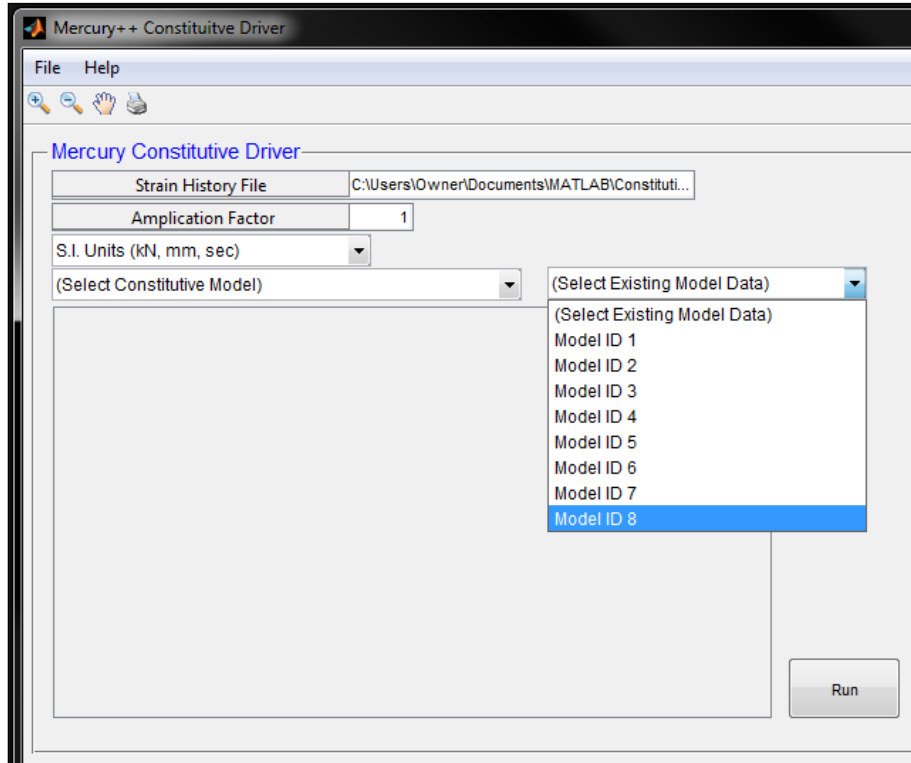 Mercury++ Constituitve Driver
File Help
Mercury Constitutive Driver
Strain History File C:\Users\Owner\Documents\MATLAB\Constituti...
Amplication Factor 1
S.I. Units (kN, mm, sec)
(Select Constitutive Model) (Select Existing Model Data)
(Select Existing Model Data)
Model ID 1
Model ID 2
Model ID 3
Model ID 4
Model ID 5
Model ID 6
Model ID 7
Model ID 8
Run